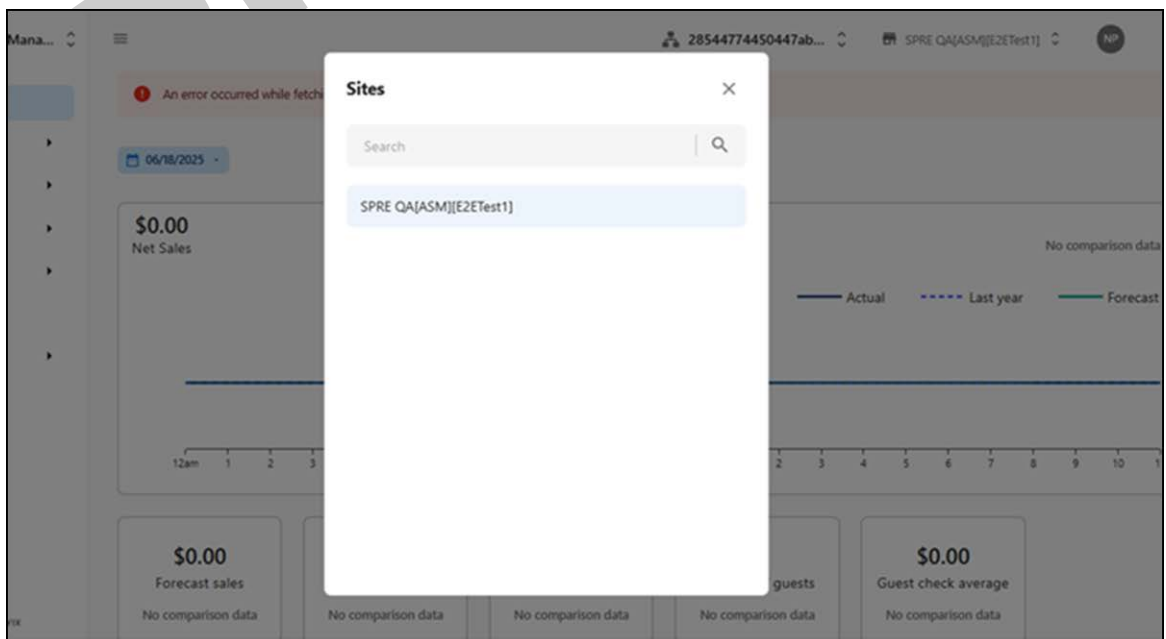 Mana...
28544774450447ab...
SPRE QA[ASM][E2ETest1]
NP
An error occurred while fetchi
Sites
Search
06/18/2025
SPRE QA[ASM][E2ETest1]
$0.00
Net Sales
No comparison data
Actual
Last year
Forecast
12am 1 2 3 2 3 4 5 6 7 8 9 10 1
$0.00
Forecast sales
No comparison data
No comparison data
No comparison data
guests
No comparison data
$0.00
Guest check average
No comparison data